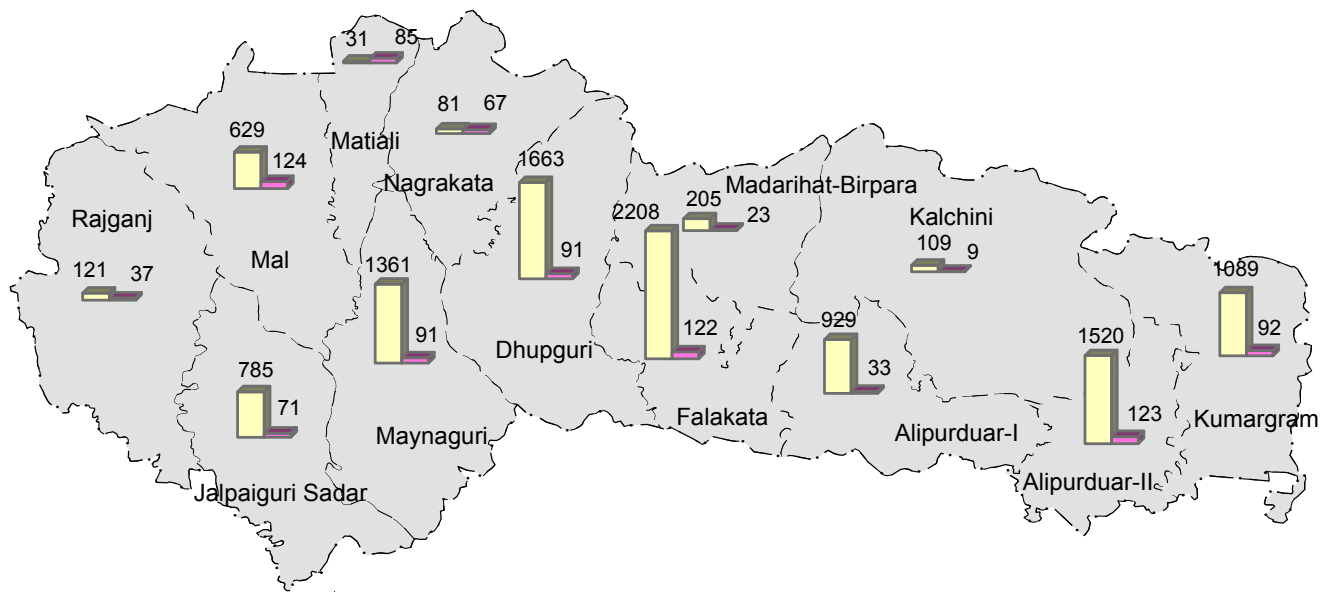 31 85
81 67
629
124
Matiali
1663
91
Nagrakata
Madarihat-Birpara
205
23
2208
122
Rajganj
121 37
Mal
Kalchini
109
9
1361
91
1089
92
929
33
1520
123
Dhupguri
785
71
Falakata
Maynaguri
Alipurduar-I
Kumargram
Jalpaiguri Sadar
Alipurduar-II